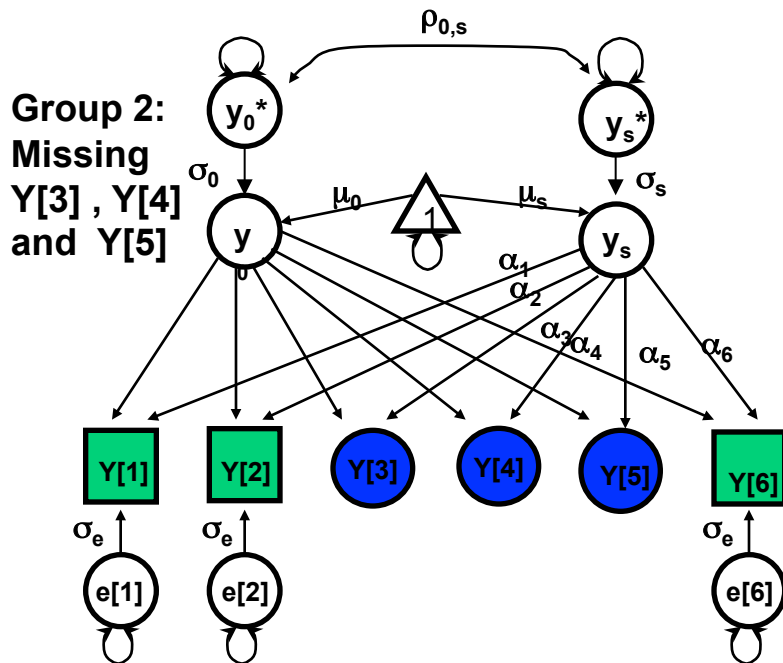 ρ0,s
y0*
ys*
Group 2:
Missing
Y[3] , Y[4]
and Y[5]
σ0
σs
μ0
μs
1
y0
ys
α1
α2
α3
α4
α5
α6
Y[1]
Y[2]
Y[3]
Y[4]
Y[5]
Y[6]
σe
σe
σe
e[1]
e[2]
e[6]